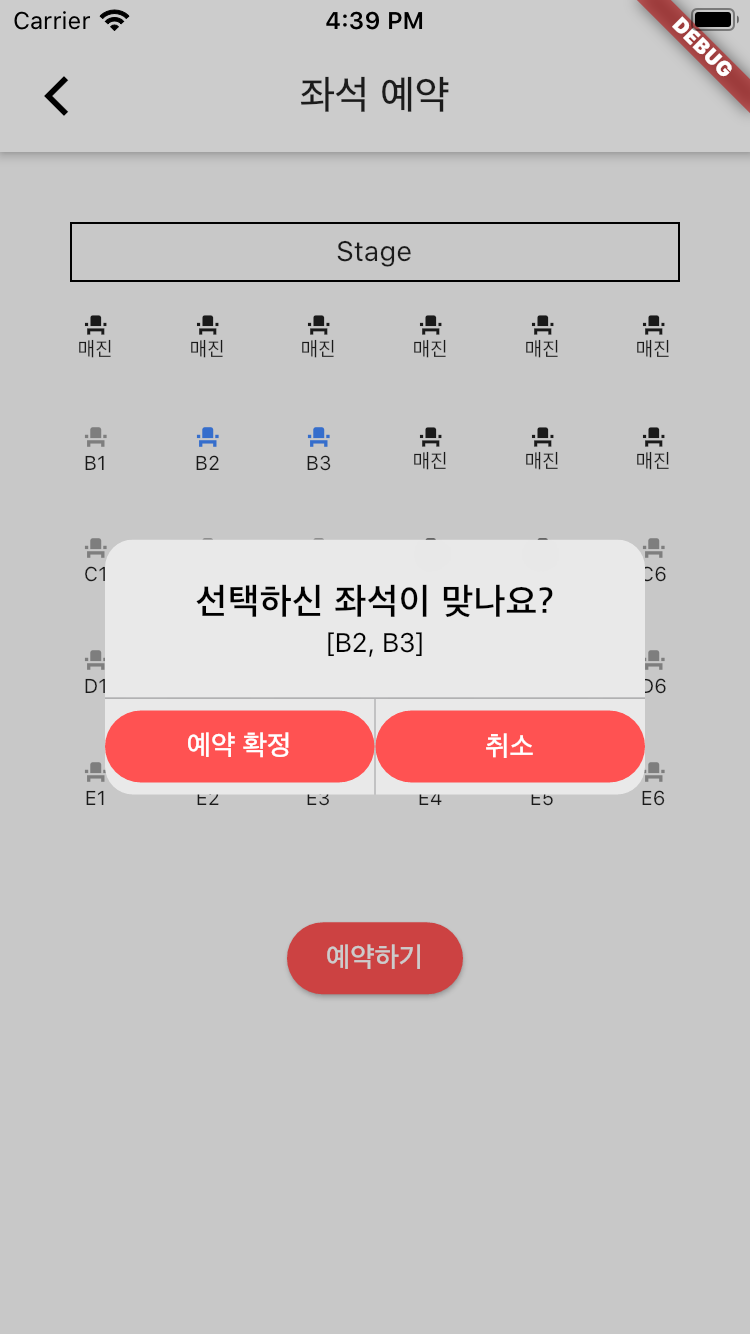 Carrier 4:39 PM
DEBUG
좌석 예약
Stage
매진 매진 매진 매진 매진 매진
B1 B2 B3 매진 매진 매진
C1 C6
선택하신 좌석이 맞나요?
[B2, B3]
D1 D6
예약 확정 취소
E1 E2 E3 E4 E5 E6
예약하기